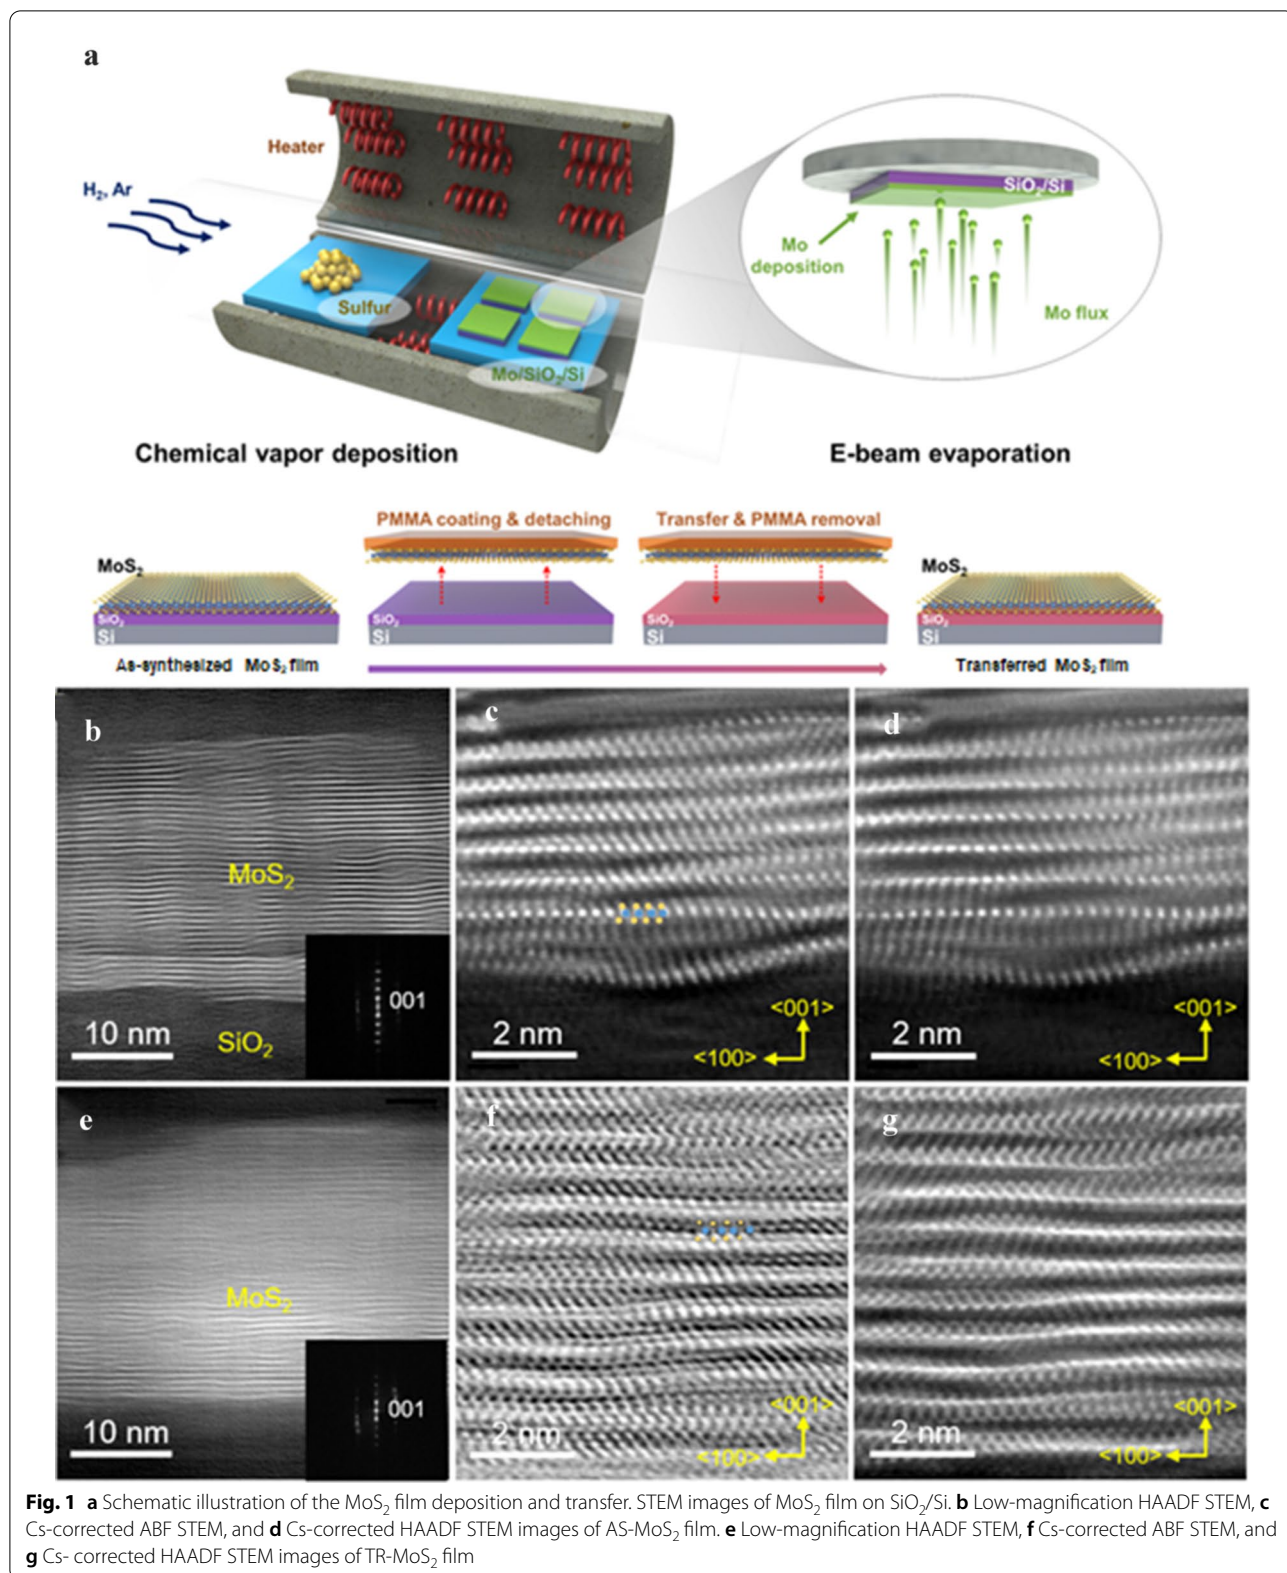 a
Heater
H₂, Ar
Sulfur
Mo/SiO₂/Si
SiO₂/Si
Mo
deposition
Mo flux
Chemical vapor deposition
E-beam evaporation
PMMA coating & detaching
Transfer & PMMA removal
MoS₂
SiO₂
Si
SiO₂
Si
SiO₂
Si
MoS₂
SiO₂
Si
As-synthesized MoS₂ film
Transferred MoS₂ film
b
MoS₂
001
10 nm
SiO₂
c
<001>
<100>
2 nm
d
<001>
<100>
2 nm
e
MoS₂
001
10 nm
f
<001>
<100>
2 nm
g
<001>
<100>
2 nm
Fig. 1 a Schematic illustration of the MoS₂ film deposition and transfer. STEM images of MoS₂ film on SiO₂/Si. b Low-magnification HAADF STEM, c
Cs-corrected ABF STEM, and d Cs-corrected HAADF STEM images of AS-MoS₂ film. e Low-magnification HAADF STEM, f Cs-corrected ABF STEM, and
g Cs- corrected HAADF STEM images of TR-MoS₂ film